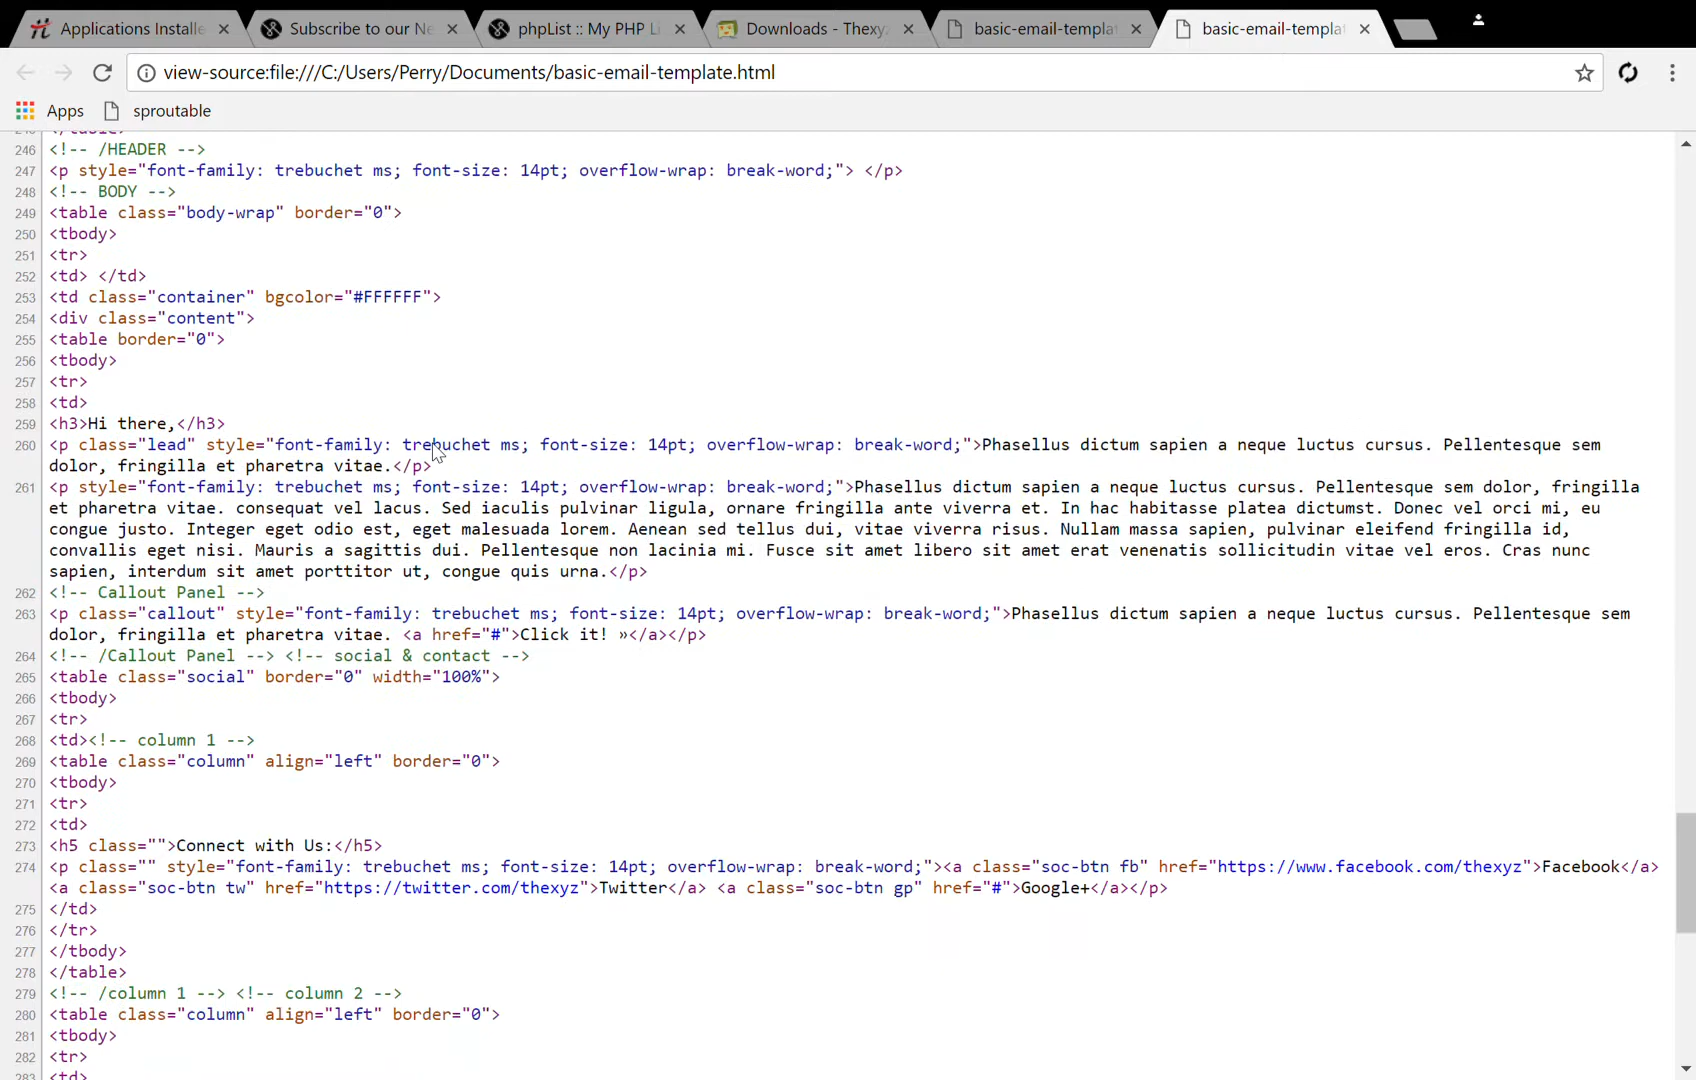 Applications Installe
Subscribe to our Ne
phpList :: My PHP Li
Downloads - Thexyz
basic-email-templat
basic-email-templat
view-source:file:///C:/Users/Perry/Documents/basic-email-template.html
Apps sproutable
246 <!-- /HEADER -->
247 <p style="font-family: trebuchet ms; font-size: 14pt; overflow-wrap: break-word;"> </p>
248 <!-- BODY -->
249 <table class="body-wrap" border="0">
250 <tbody>
251 <tr>
252 <td> </td>
253 <td class="container" bgcolor="#FFFFFF">
254 <div class="content">
255 <table border="0">
256 <tbody>
257 <tr>
258 <td>
259 <h3>Hi there,</h3>
260 <p class="lead" style="font-family: trebuchet ms; font-size: 14pt; overflow-wrap: break-word;">Phasellus dictum sapien a neque luctus cursus. Pellentesque sem
dolor, fringilla et pharetra vitae.</p>
261 <p style="font-family: trebuchet ms; font-size: 14pt; overflow-wrap: break-word;">Phasellus dictum sapien a neque luctus cursus. Pellentesque sem dolor, fringilla
et pharetra vitae. consequat vel lacus. Sed iaculis pulvinar ligula, ornare fringilla ante viverra et. In hac habitasse platea dictumst. Donec vel orci mi, eu
congue justo. Integer eget odio est, eget malesuada lorem. Aenean sed tellus dui, vitae viverra risus. Nullam massa sapien, pulvinar eleifend fringilla id,
convallis eget nisi. Mauris a sagittis dui. Pellentesque non lacinia mi. Fusce sit amet libero sit amet erat venenatis sollicitudin vitae vel eros. Cras nunc
sapien, interdum sit amet porttitor ut, congue quis urna.</p>
262 <!-- Callout Panel -->
263 <p class="callout" style="font-family: trebuchet ms; font-size: 14pt; overflow-wrap: break-word;">Phasellus dictum sapien a neque luctus cursus. Pellentesque sem
dolor, fringilla et pharetra vitae. <a href="#">Click it! »</a></p>
264 <!-- /Callout Panel --> <!-- social & contact -->
265 <table class="social" border="0" width="100%">
266 <tbody>
267 <tr>
268 <td><!-- column 1 -->
269 <table class="column" align="left" border="0">
270 <tbody>
271 <tr>
272 <td>
273 <h5 class="">Connect with Us:</h5>
274 <p class="" style="font-family: trebuchet ms; font-size: 14pt; overflow-wrap: break-word;"><a class="soc-btn fb" href="https://www.facebook.com/thexyz">Facebook</a>
<a class="soc-btn tw" href="https://twitter.com/thexyz">Twitter</a> <a class="soc-btn gp" href="#">Google+</a></p>
275 </td>
276 </tr>
277 </tbody>
278 </table>
279 <!-- /column 1 --> <!-- column 2 -->
280 <table class="column" align="left" border="0">
281 <tbody>
282 <tr>
283 <td>